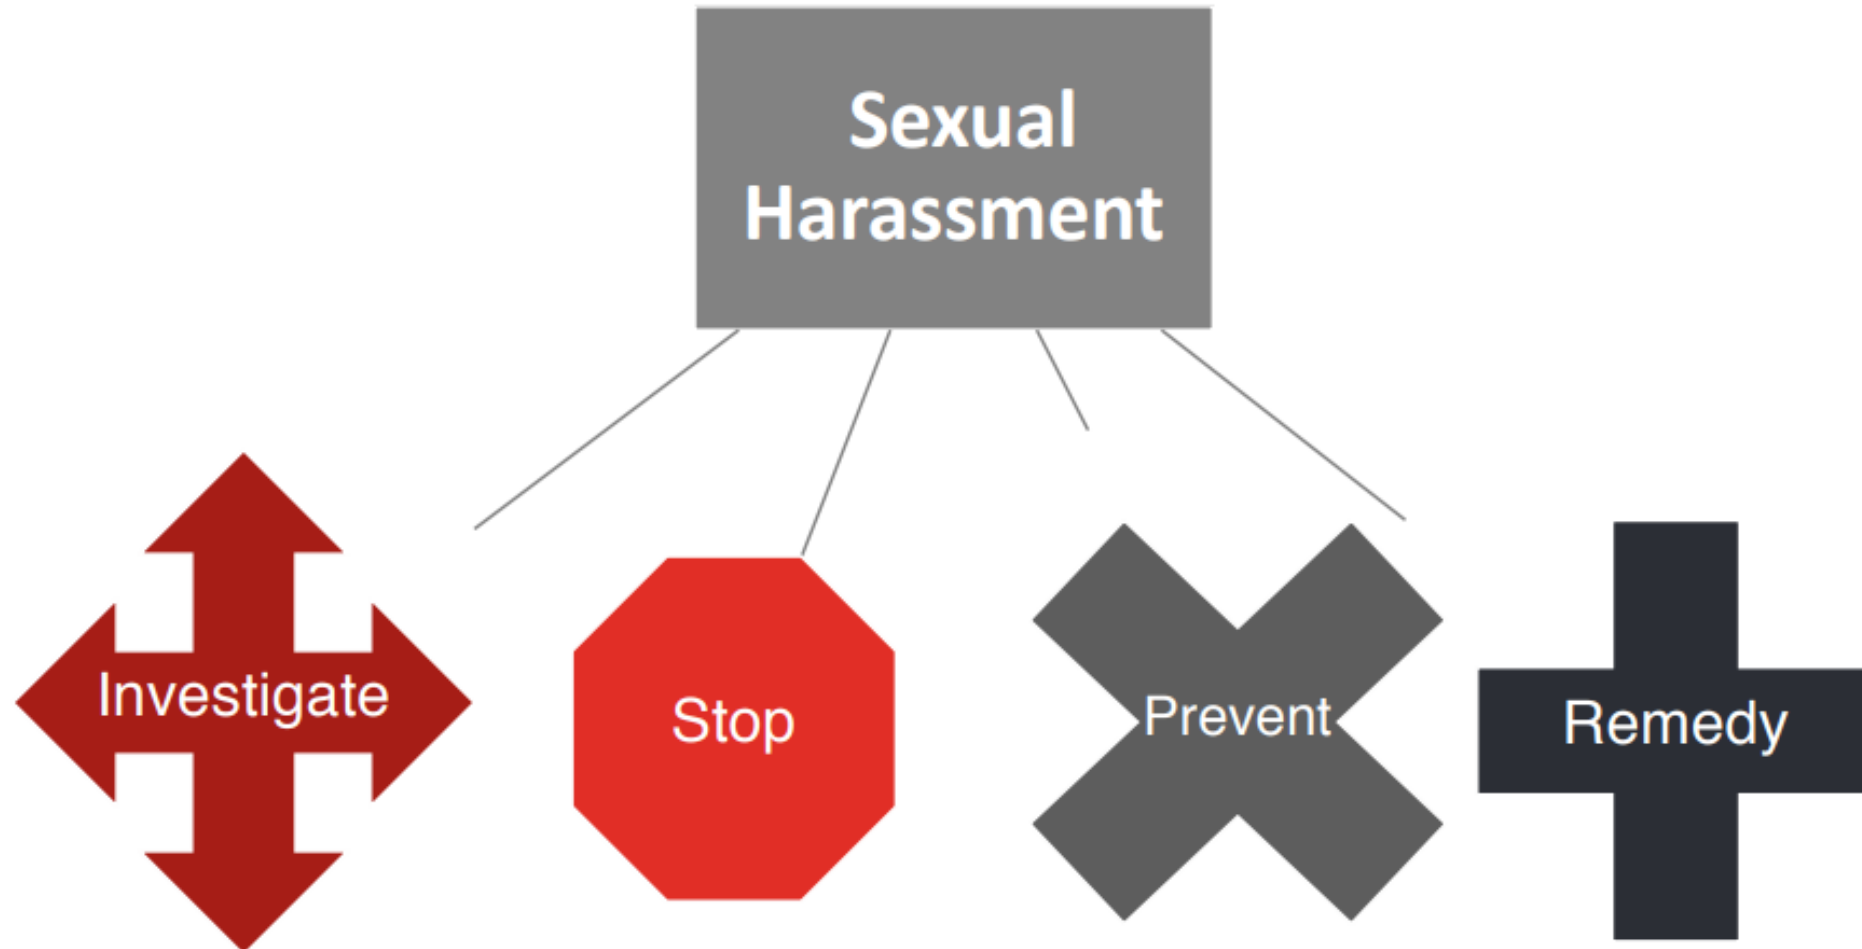 Sexual
Harassment
Investigate
Stop
Prevent
Remedy